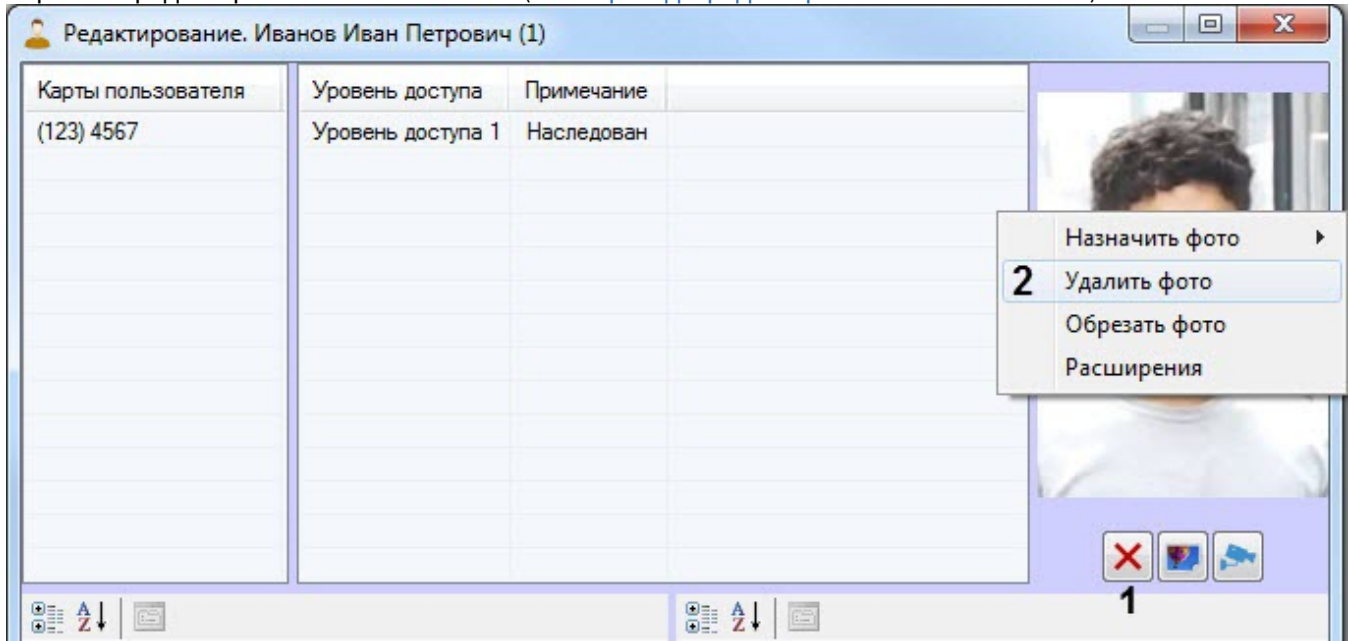 Редактирование. Иванов Иван Петрович (1)
Карты пользователя Уровень доступа Примечание
(123) 4567 Уровень доступа 1 Наследован
Назначить фото
2 Удалить фото
Обрезать фото
Расширения
1